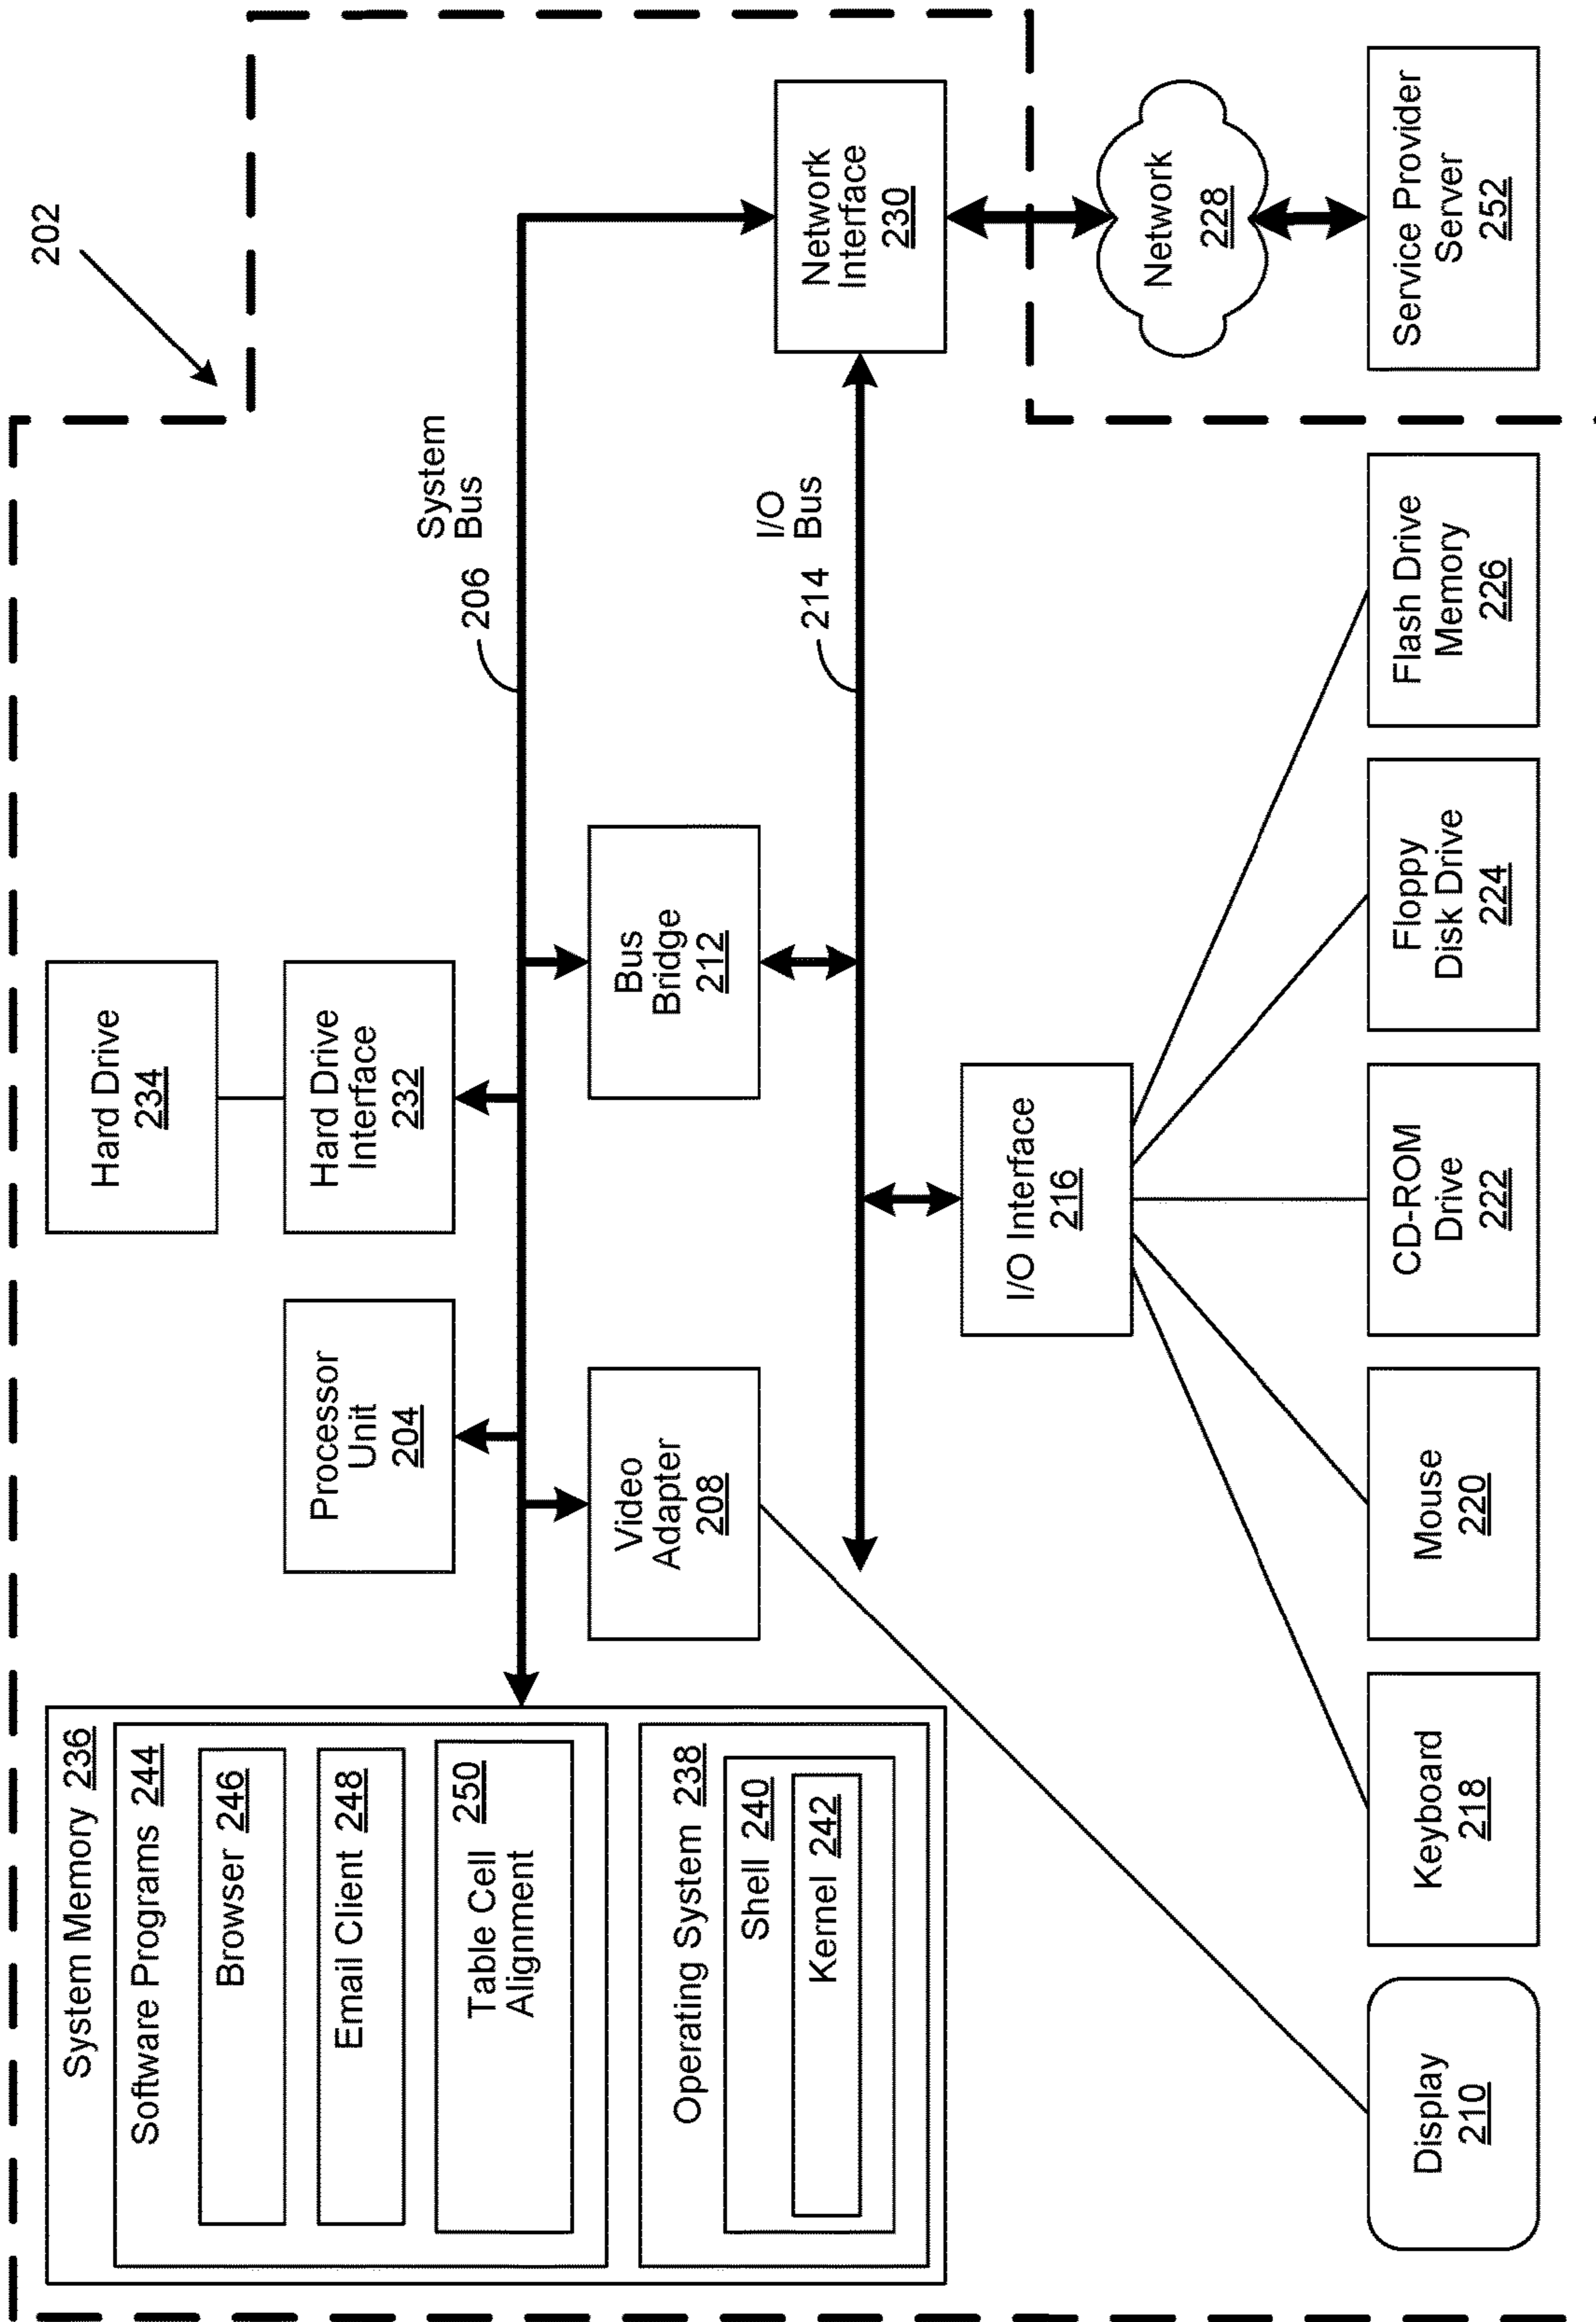 202
System Memory 236
Software Programs 244
Browser 246
Email Client 248
Table Cell 250
Alignment
Operating System 238
Shell 240
Kernel 242
Processor
Unit
204
Hard Drive
234
Hard Drive
Interface
232
System
206 Bus
Video
Adapter
208
Bus
Bridge
212
I/O
214 Bus
Network
Interface
230
I/O Interface
216
Network
228
Display
210
Keyboard
218
Mouse
220
CD-ROM
Drive
222
Floppy
Disk Drive
224
Flash Drive
Memory
226
Service Provider
Server
252